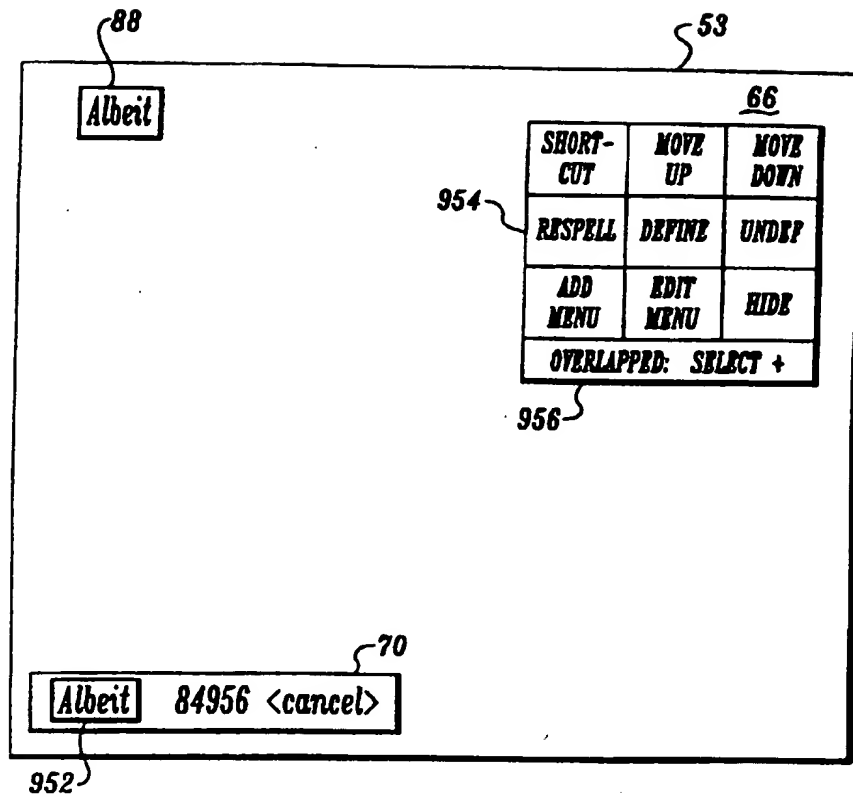 88
53
Albeit
66
SHORT-
CUT
MOVE
UP
MOVE
DOWN
954
RESPELL
DEFINE
UNDEF
ADD
MENU
EDIT
MENU
HIDE
OVERLAPPED: SELECT +
956
70
Albeit 84956 <cancel>
952